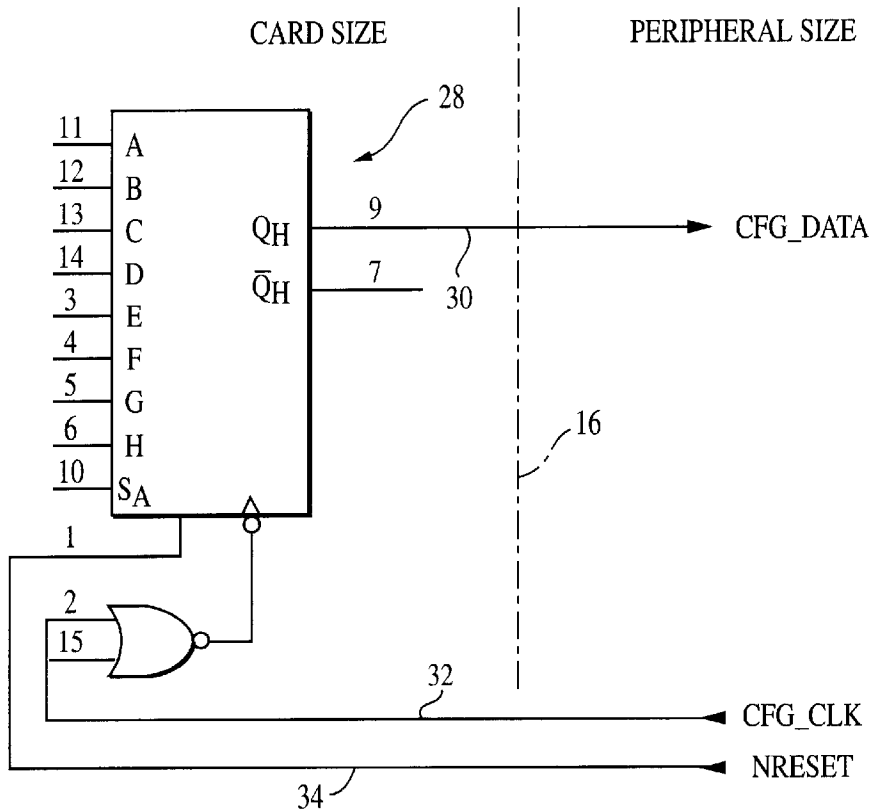 CARD SIZE PERIPHERAL SIZE
28
11 A
12 B
13 C
14 D
3 E
4 F
5 G
6 H
10 SA
QH 9
Q̅H 7
30
CFG_DATA
16
1
2
15
32
CFG_CLK
34
NRESET